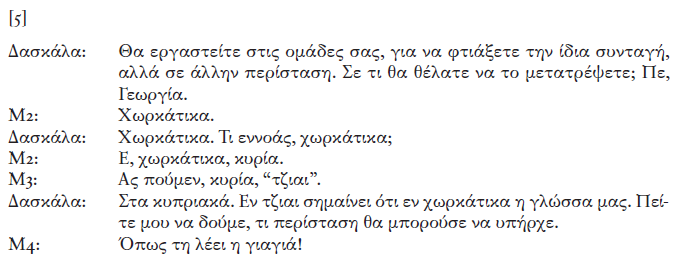 [5]
Δασκάλα: Θα εργαστείτε στις ομάδες σας, για να φτιάξετε την ίδια συνταγή,
αλλά σε άλλην περίσταση. Σε τι θα θέλατε να το μετατρέψετε; Πε,
Γεωργία.
Μ2: Χωρκάτικα.
Δασκάλα: Χωρκάτικα. Τι εννοάς, χωρκάτικα;
Μ2: Ε, χωρκάτικα, κυρία.
Μ3: Ας πούμεν, κυρία, “τζιαι”.
Δασκάλα: Στα κυπριακά. Εν τζιαι σημαίνει ότι εν χωρκάτικα η γλώσσα μας. Πεί-
τε μου να δούμε, τι περίσταση θα μπορούσε να υπήρχε.
Μ4: Όπως τη λέει η γιαγιά!